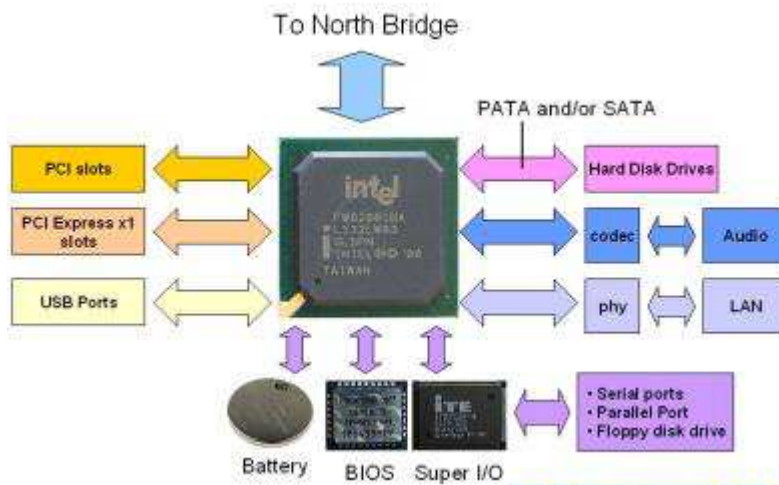 To North Bridge
PATA and/or SATA
PCI slots
intel
Hard Disk Drives
PCI Express x1
slots
codec
Audio
TAIWAN
USB Ports
phy
LAN
iTE
• Serial ports
• Parallel Port
• Floppy disk drive
Battery
BIOS
Super I/O